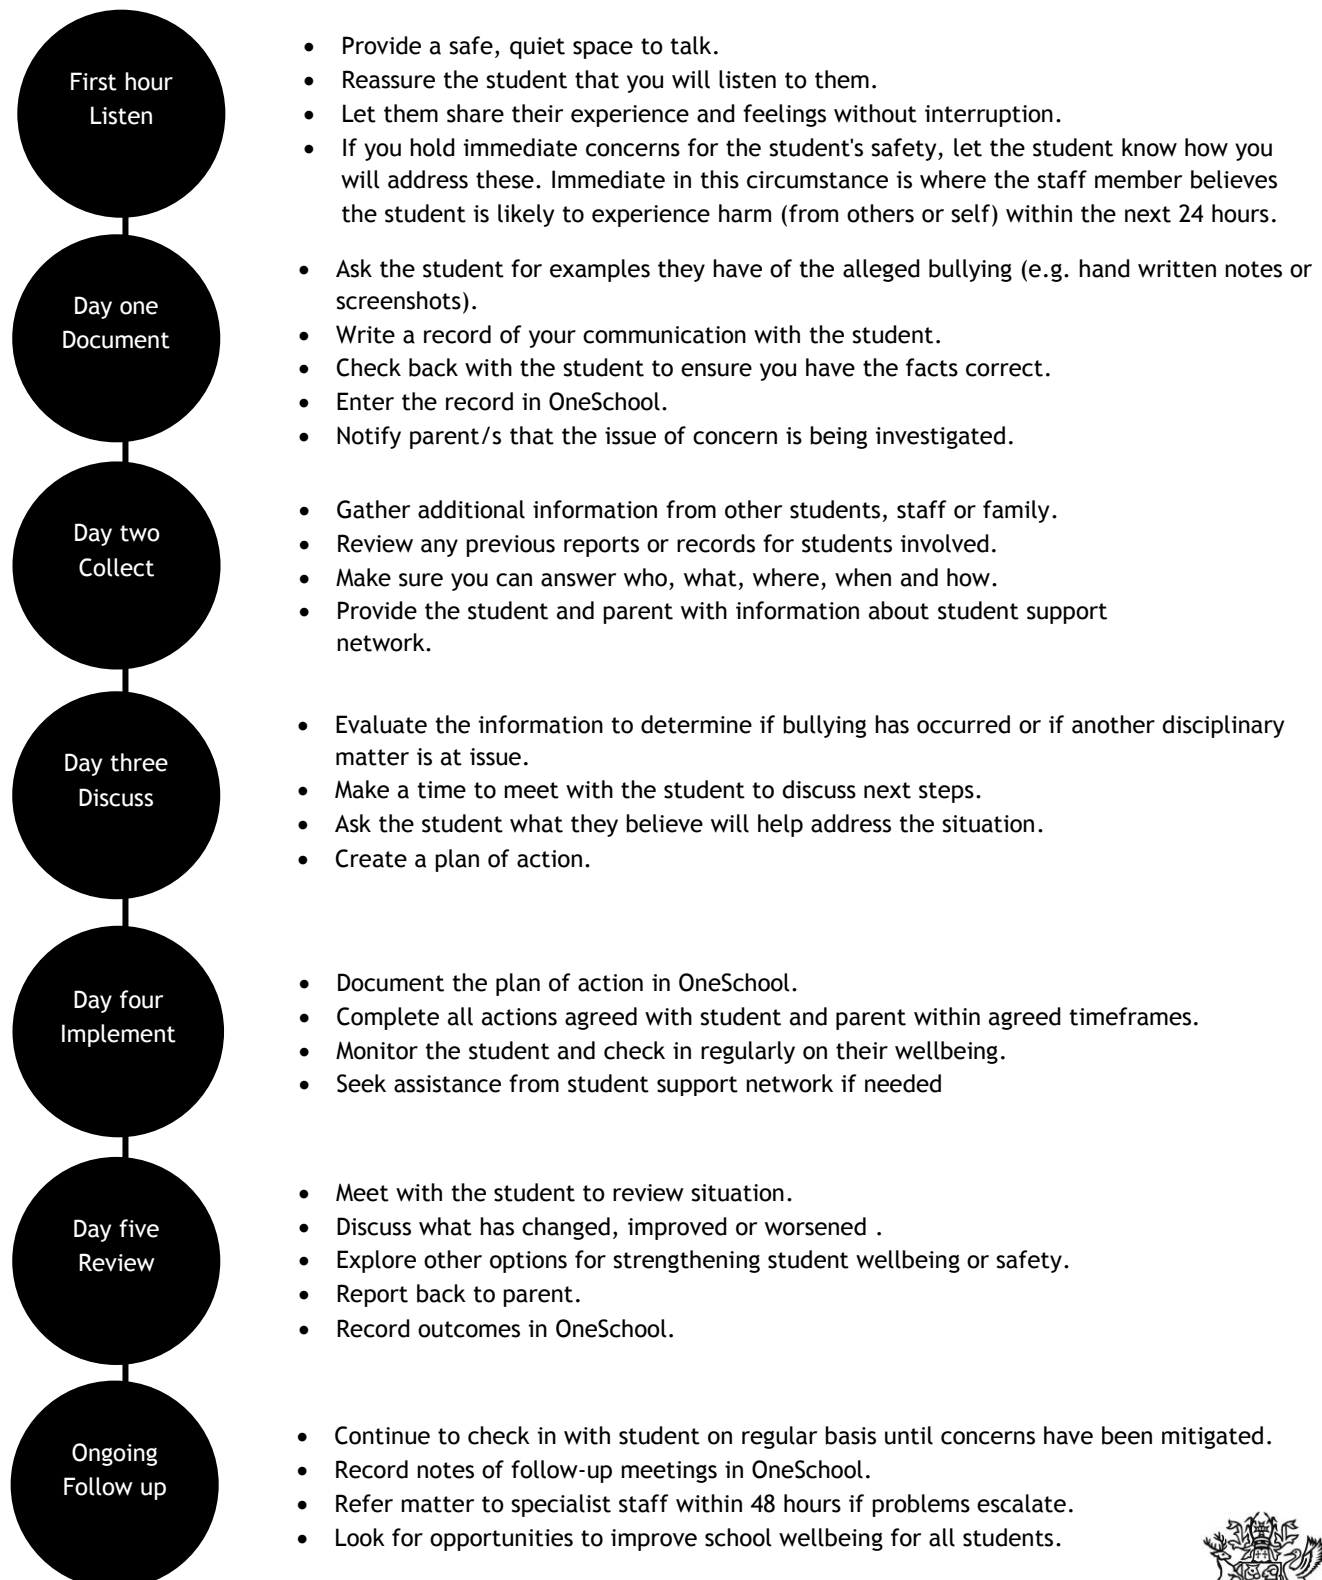 First hour
Listen
• Provide a safe, quiet space to talk.
• Reassure the student that you will listen to them.
• Let them share their experience and feelings without interruption.
• If you hold immediate concerns for the student's safety, let the student know how you
will address these. Immediate in this circumstance is where the staff member believes
the student is likely to experience harm (from others or self) within the next 24 hours.
Day one
Document
• Ask the student for examples they have of the alleged bullying (e.g. hand written notes or
screenshots).
• Write a record of your communication with the student.
• Check back with the student to ensure you have the facts correct.
• Enter the record in OneSchool.
• Notify parent/s that the issue of concern is being investigated.
Day two
Collect
• Gather additional information from other students, staff or family.
• Review any previous reports or records for students involved.
• Make sure you can answer who, what, where, when and how.
• Provide the student and parent with information about student support
network.
Day three
Discuss
• Evaluate the information to determine if bullying has occurred or if another disciplinary
matter is at issue.
• Make a time to meet with the student to discuss next steps.
• Ask the student what they believe will help address the situation.
• Create a plan of action.
Day four
Implement
• Document the plan of action in OneSchool.
• Complete all actions agreed with student and parent within agreed timeframes.
• Monitor the student and check in regularly on their wellbeing.
• Seek assistance from student support network if needed
Day five
Review
• Meet with the student to review situation.
• Discuss what has changed, improved or worsened .
• Explore other options for strengthening student wellbeing or safety.
• Report back to parent.
• Record outcomes in OneSchool.
Ongoing
Follow up
• Continue to check in with student on regular basis until concerns have been mitigated.
• Record notes of follow-up meetings in OneSchool.
• Refer matter to specialist staff within 48 hours if problems escalate.
• Look for opportunities to improve school wellbeing for all students.